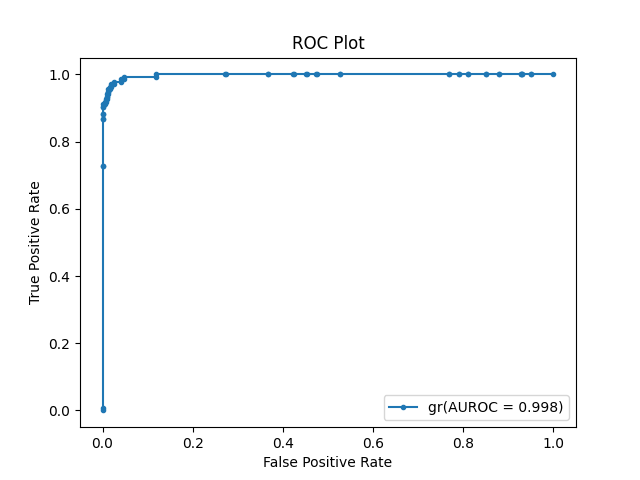 ROC Plot
True Positive Rate
1.0
0.8
0.6
0.4
0.2
0.0
gr(AUROC = 0.998)
0.0 0.2 0.4 0.6 0.8 1.0
False Positive Rate